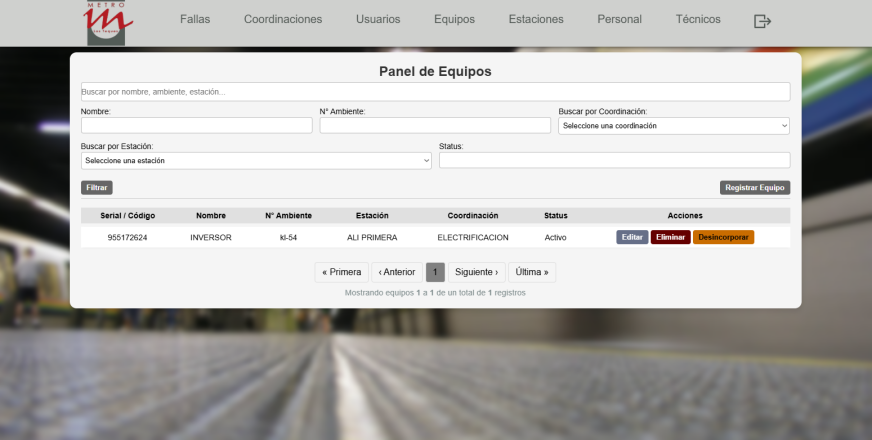 METRO
Los Teques
Fallas Coordinaciones Usuarios Equipos Estaciones Personal Técnicos
Panel de Equipos
Buscar por nombre, ambiente, estación...
Nombre: N° Ambiente: Buscar por Coordinación:
Seleccione una coordinación
Buscar por Estación: Status:
Seleccione una estación
Filtrar Registrar Equipo
Serial / Código Nombre N° Ambiente Estación Coordinación Status Acciones
955172624 INVERSOR kl-54 ALI PRIMERA ELECTRIFICACION Activo Editar Eliminar Desincorporar
« Primera ‹ Anterior 1 Siguiente › Última »
Mostrando equipos 1 a 1 de un total de 1 registros